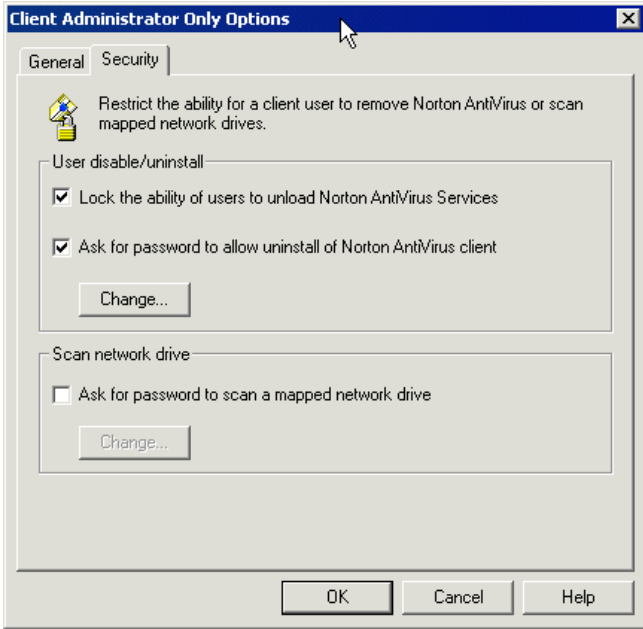 Client Administrator Only Options
General
Security
Restrict the ability for a client user to remove Norton AntiVirus or scan
mapped network drives.
User disable/uninstall
Lock the ability of users to unload Norton AntiVirus Services
Ask for password to allow uninstall of Norton AntiVirus client
Change...
Scan network drive
Ask for password to scan a mapped network drive
Change...
OK
Cancel
Help